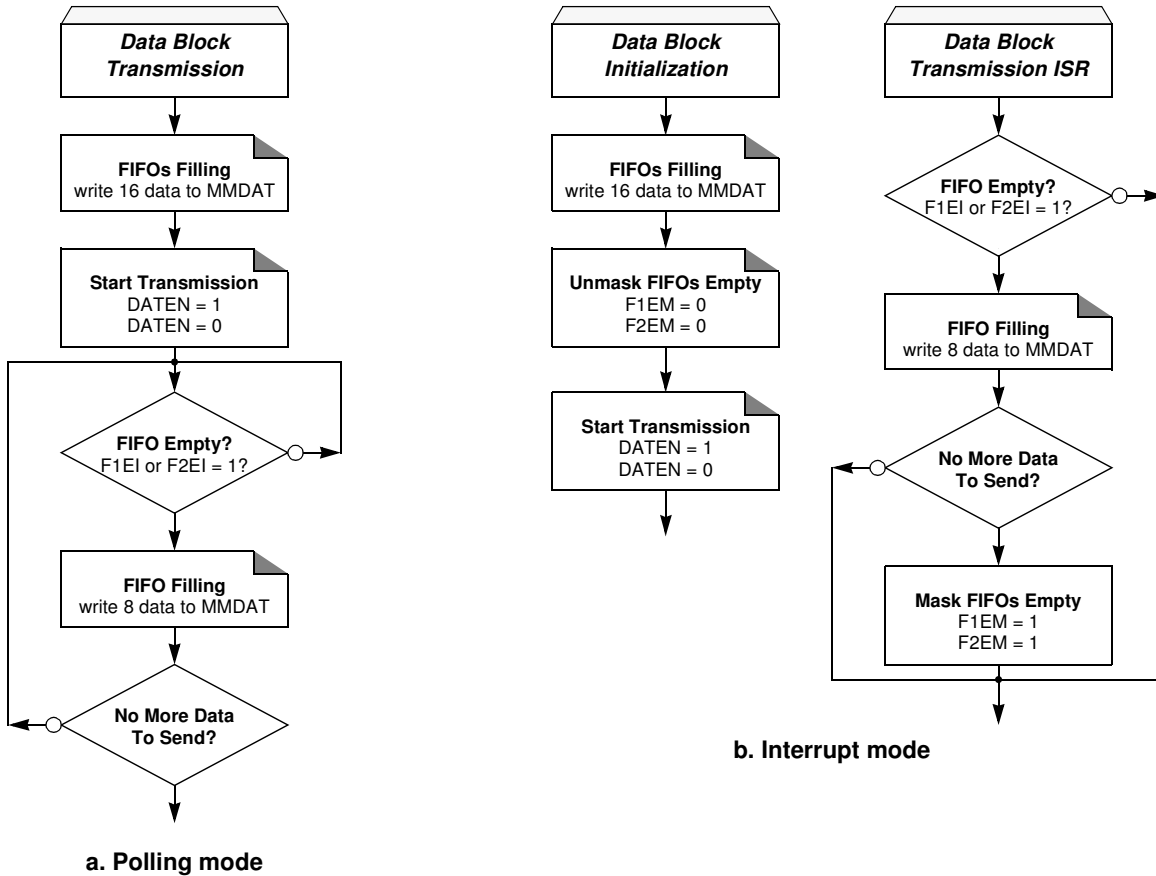 Data Block
Transmission
FIFOs Filling
write 16 data to MMDAT
Start Transmission
DATEN = 1
DATEN = 0
FIFO Empty?
F1EI or F2EI = 1?
FIFO Filling
write 8 data to MMDAT
No More Data
To Send?
a. Polling mode
Data Block
Initialization
FIFOs Filling
write 16 data to MMDAT
Unmask FIFOs Empty
F1EM = 0
F2EM = 0
Start Transmission
DATEN = 1
DATEN = 0
Data Block
Transmission ISR
FIFO Empty?
F1EI or F2EI = 1?
FIFO Filling
write 8 data to MMDAT
No More Data
To Send?
Mask FIFOs Empty
F1EM = 1
F2EM = 1
b. Interrupt mode